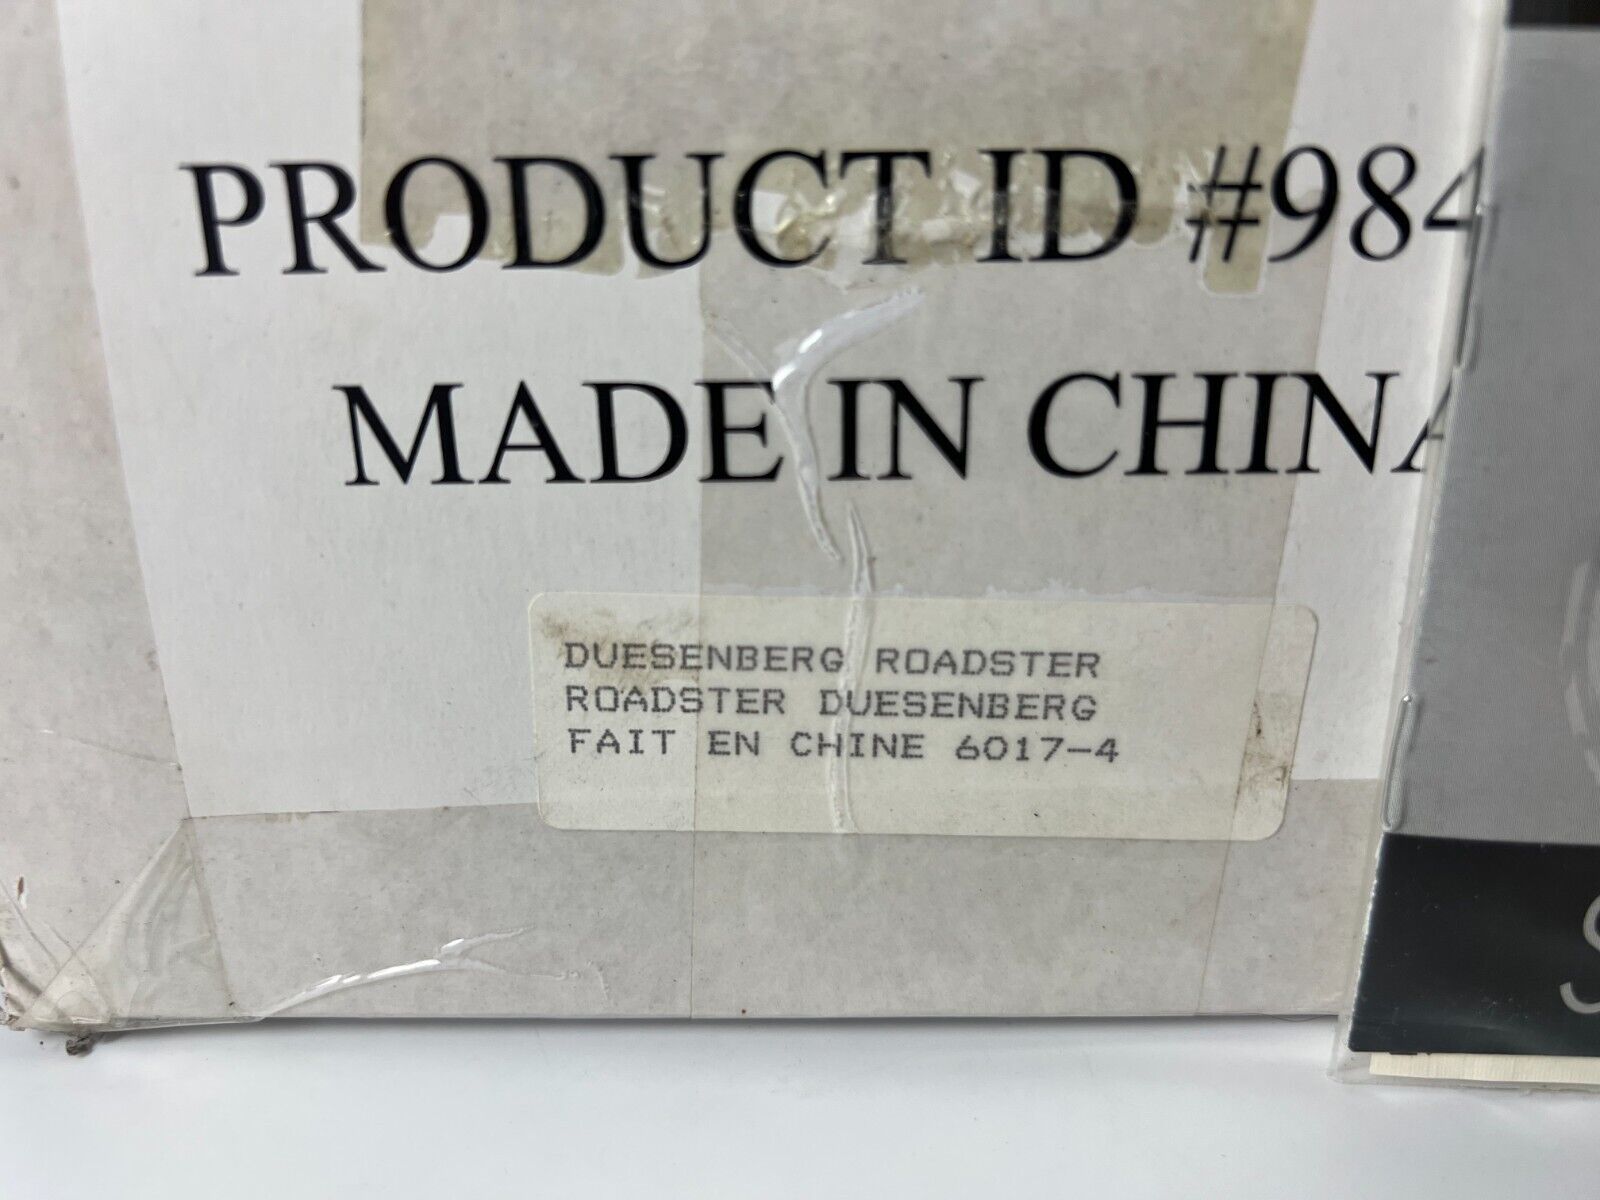 PRODUCT ID #984
MADE IN CHINA
DUESENBERG ROADSTER
ROADSTER DUESENBERG
FAIT EN CHINE 6017-4